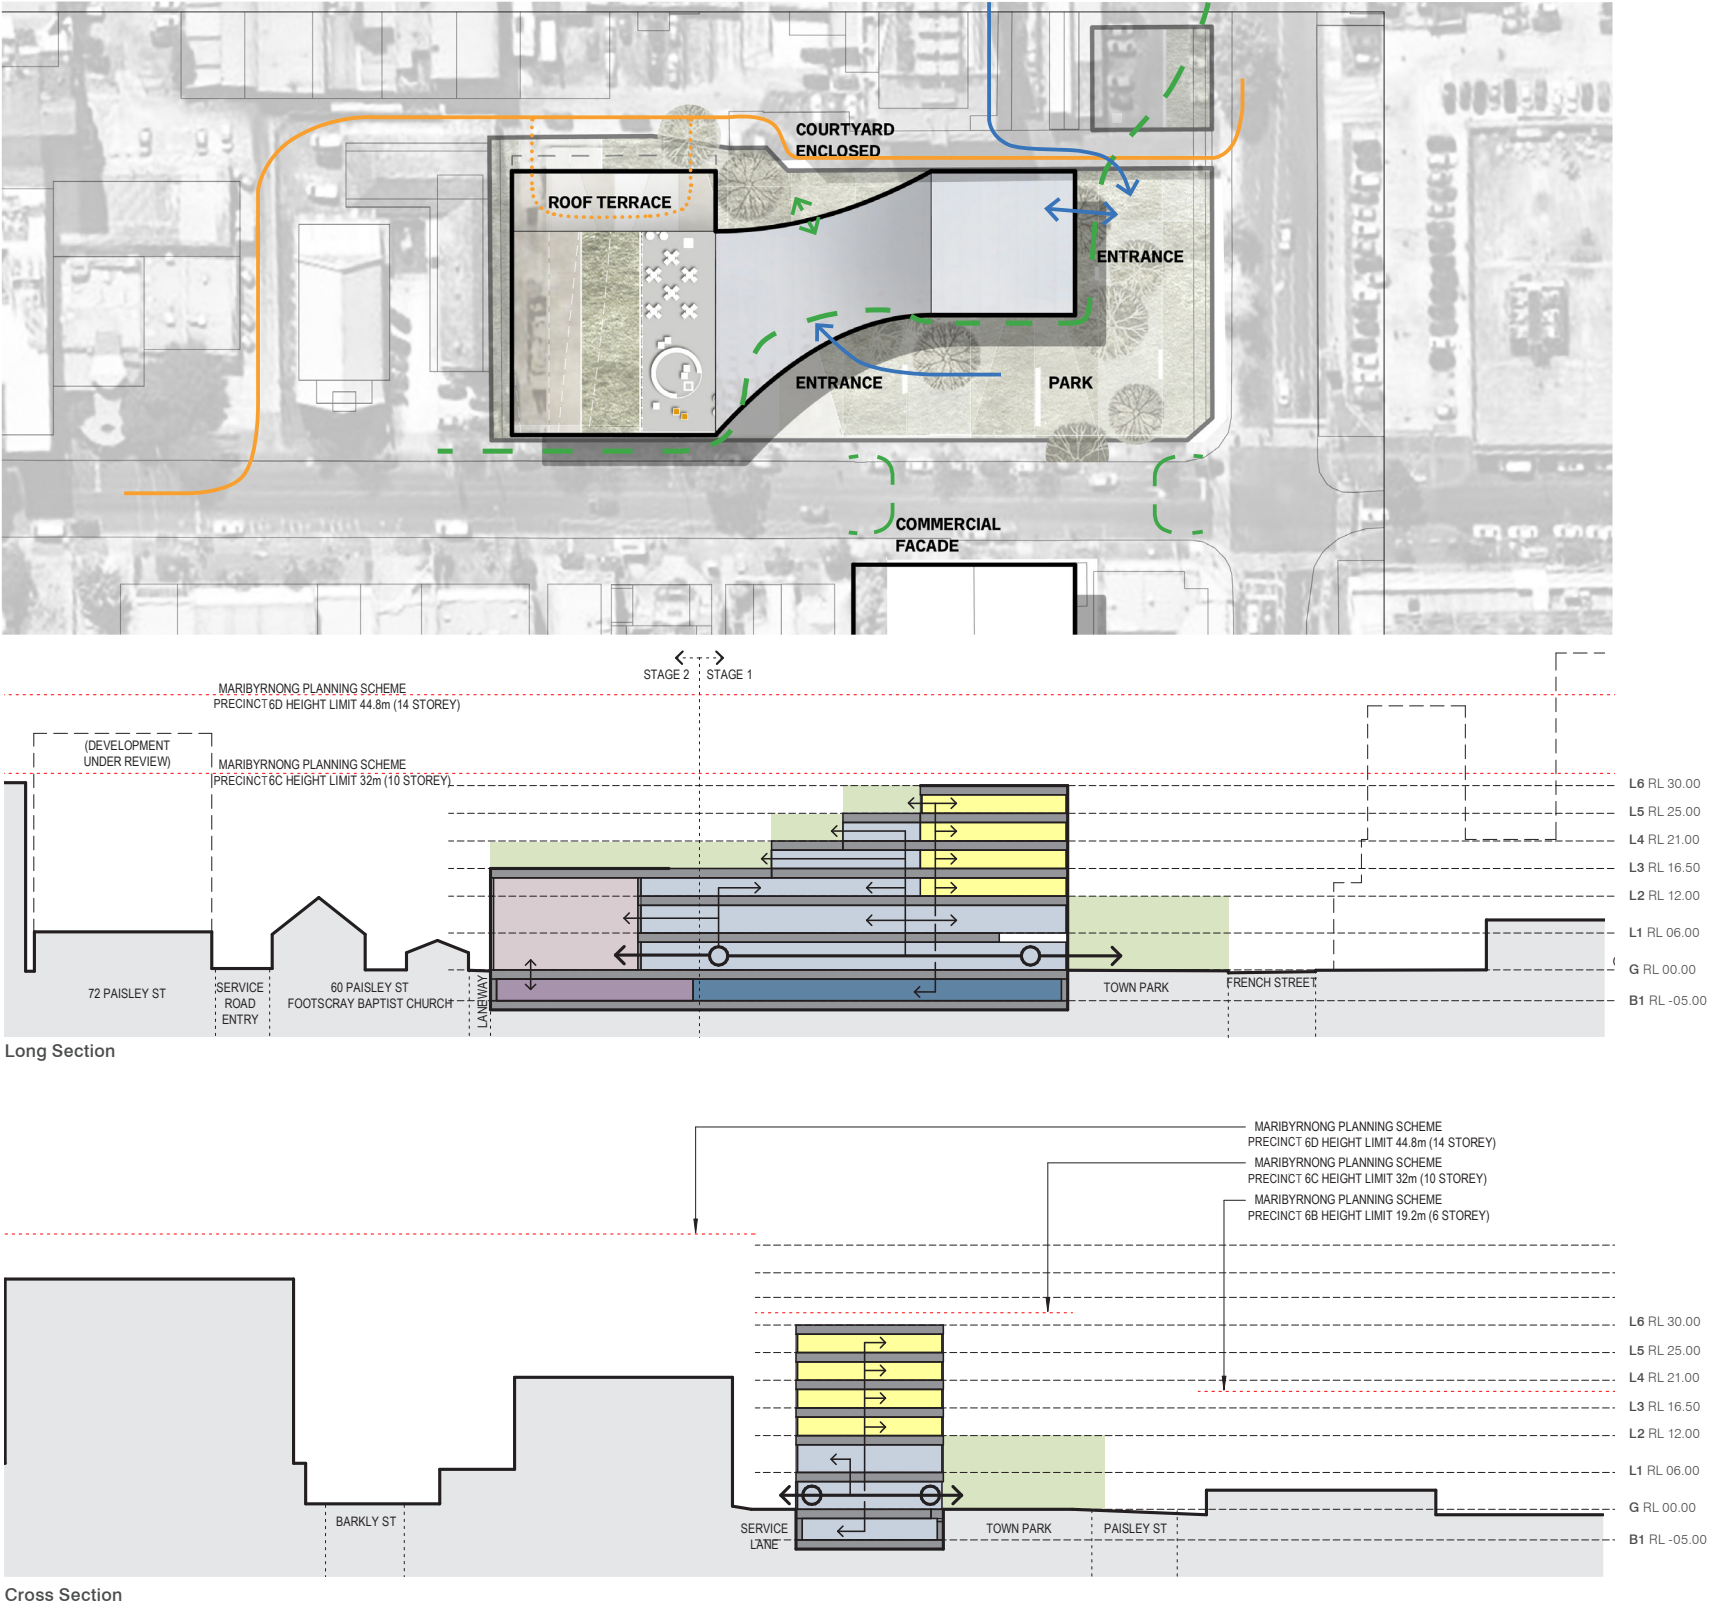 COURTYARD
ENCLOSED
ROOF TERRACE
ENTRANCE
ENTRANCE
PARK
COMMERCIAL
FACADE
STAGE 2
STAGE 1
MARIBYRNONG PLANNING SCHEME
PRECINCT 6D HEIGHT LIMIT 44.8m (14 STOREY)
(DEVELOPMENT
UNDER REVIEW)
MARIBYRNONG PLANNING SCHEME
PRECINCT 6C HEIGHT LIMIT 32m (10 STOREY)
L6 RL 30.00
L5 RL 25.00
L4 RL 21.00
L3 RL 16.50
L2 RL 12.00
L1 RL 06.00
G RL 00.00
B1 RL -05.00
72 PAISLEY ST
SERVICE
ROAD
ENTRY
60 PAISLEY ST
FOOTSCRAY BAPTIST CHURCH
LANEWAY
TOWN PARK
FRENCH STREET
Long Section
MARIBYRNONG PLANNING SCHEME
PRECINCT 6D HEIGHT LIMIT 44.8m (14 STOREY)
MARIBYRNONG PLANNING SCHEME
PRECINCT 6C HEIGHT LIMIT 32m (10 STOREY)
MARIBYRNONG PLANNING SCHEME
PRECINCT 6B HEIGHT LIMIT 19.2m (6 STOREY)
L6 RL 30.00
L5 RL 25.00
L4 RL 21.00
L3 RL 16.50
L2 RL 12.00
L1 RL 06.00
G RL 00.00
B1 RL -05.00
BARKLY ST
SERVICE
LANE
TOWN PARK
PAISLEY ST
Cross Section